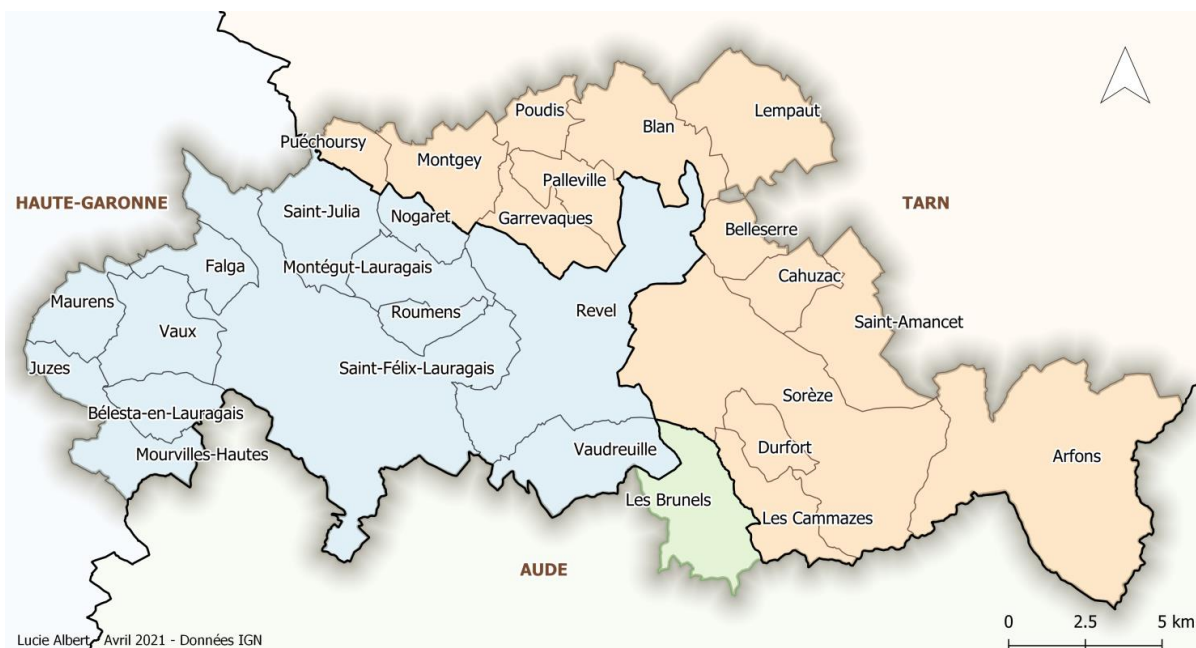 Poudis
Blan
Lempaut
Puéchoursy
Montgey
Palleville
HAUTE-GARONNE
Saint-Julia
Nogaret
Garrevaques
TARN
Belleserre
Falga
Montégut-Lauragais
Cahuzac
Maurens
Vaux
Roumens
Revel
Saint-Amancet
Juzes
Saint-Félix-Lauragais
Sorèze
Bélesta-en-Lauragais
Mourvilles-Hautes
Vaudreuille
Durfort
Arfons
Les Brunels
Les Cammazes
AUDE
0 2.5 5 km
Lucie Albert, Avril 2021 - Données IGN